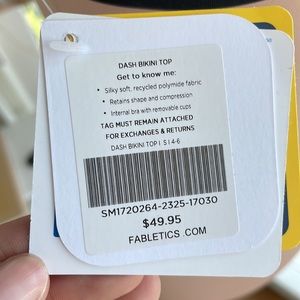 DASH BIKINI TOP
Get to know me:
• Silky soft, recycled polymide fabric
• Retains shape and compression
• Internal bra with removable cups
TAG MUST REMAIN ATTACHED
FOR EXCHANGES & RETURNS
DASH BIKINI TOP | S | 4-6
SM1720264-2325-17030
$49.95
FABLETICS .COM